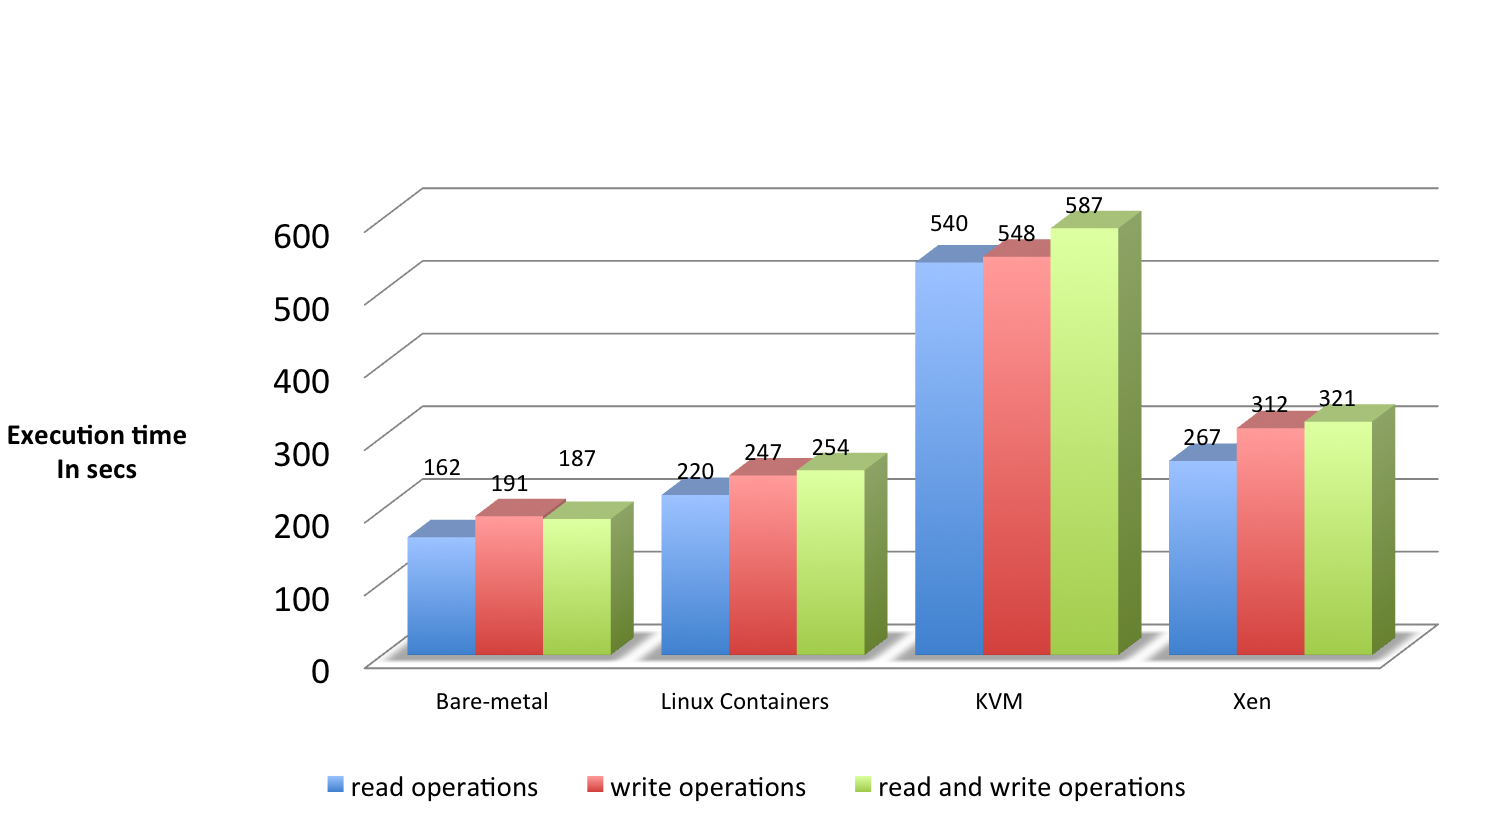 600
500
400
300
200
100
0
Execution time
In secs
162
191
187
220
247
254
540
548
587
267
312
321
Bare-metal
Linux Containers
KVM
Xen
read operations
write operations
read and write operations